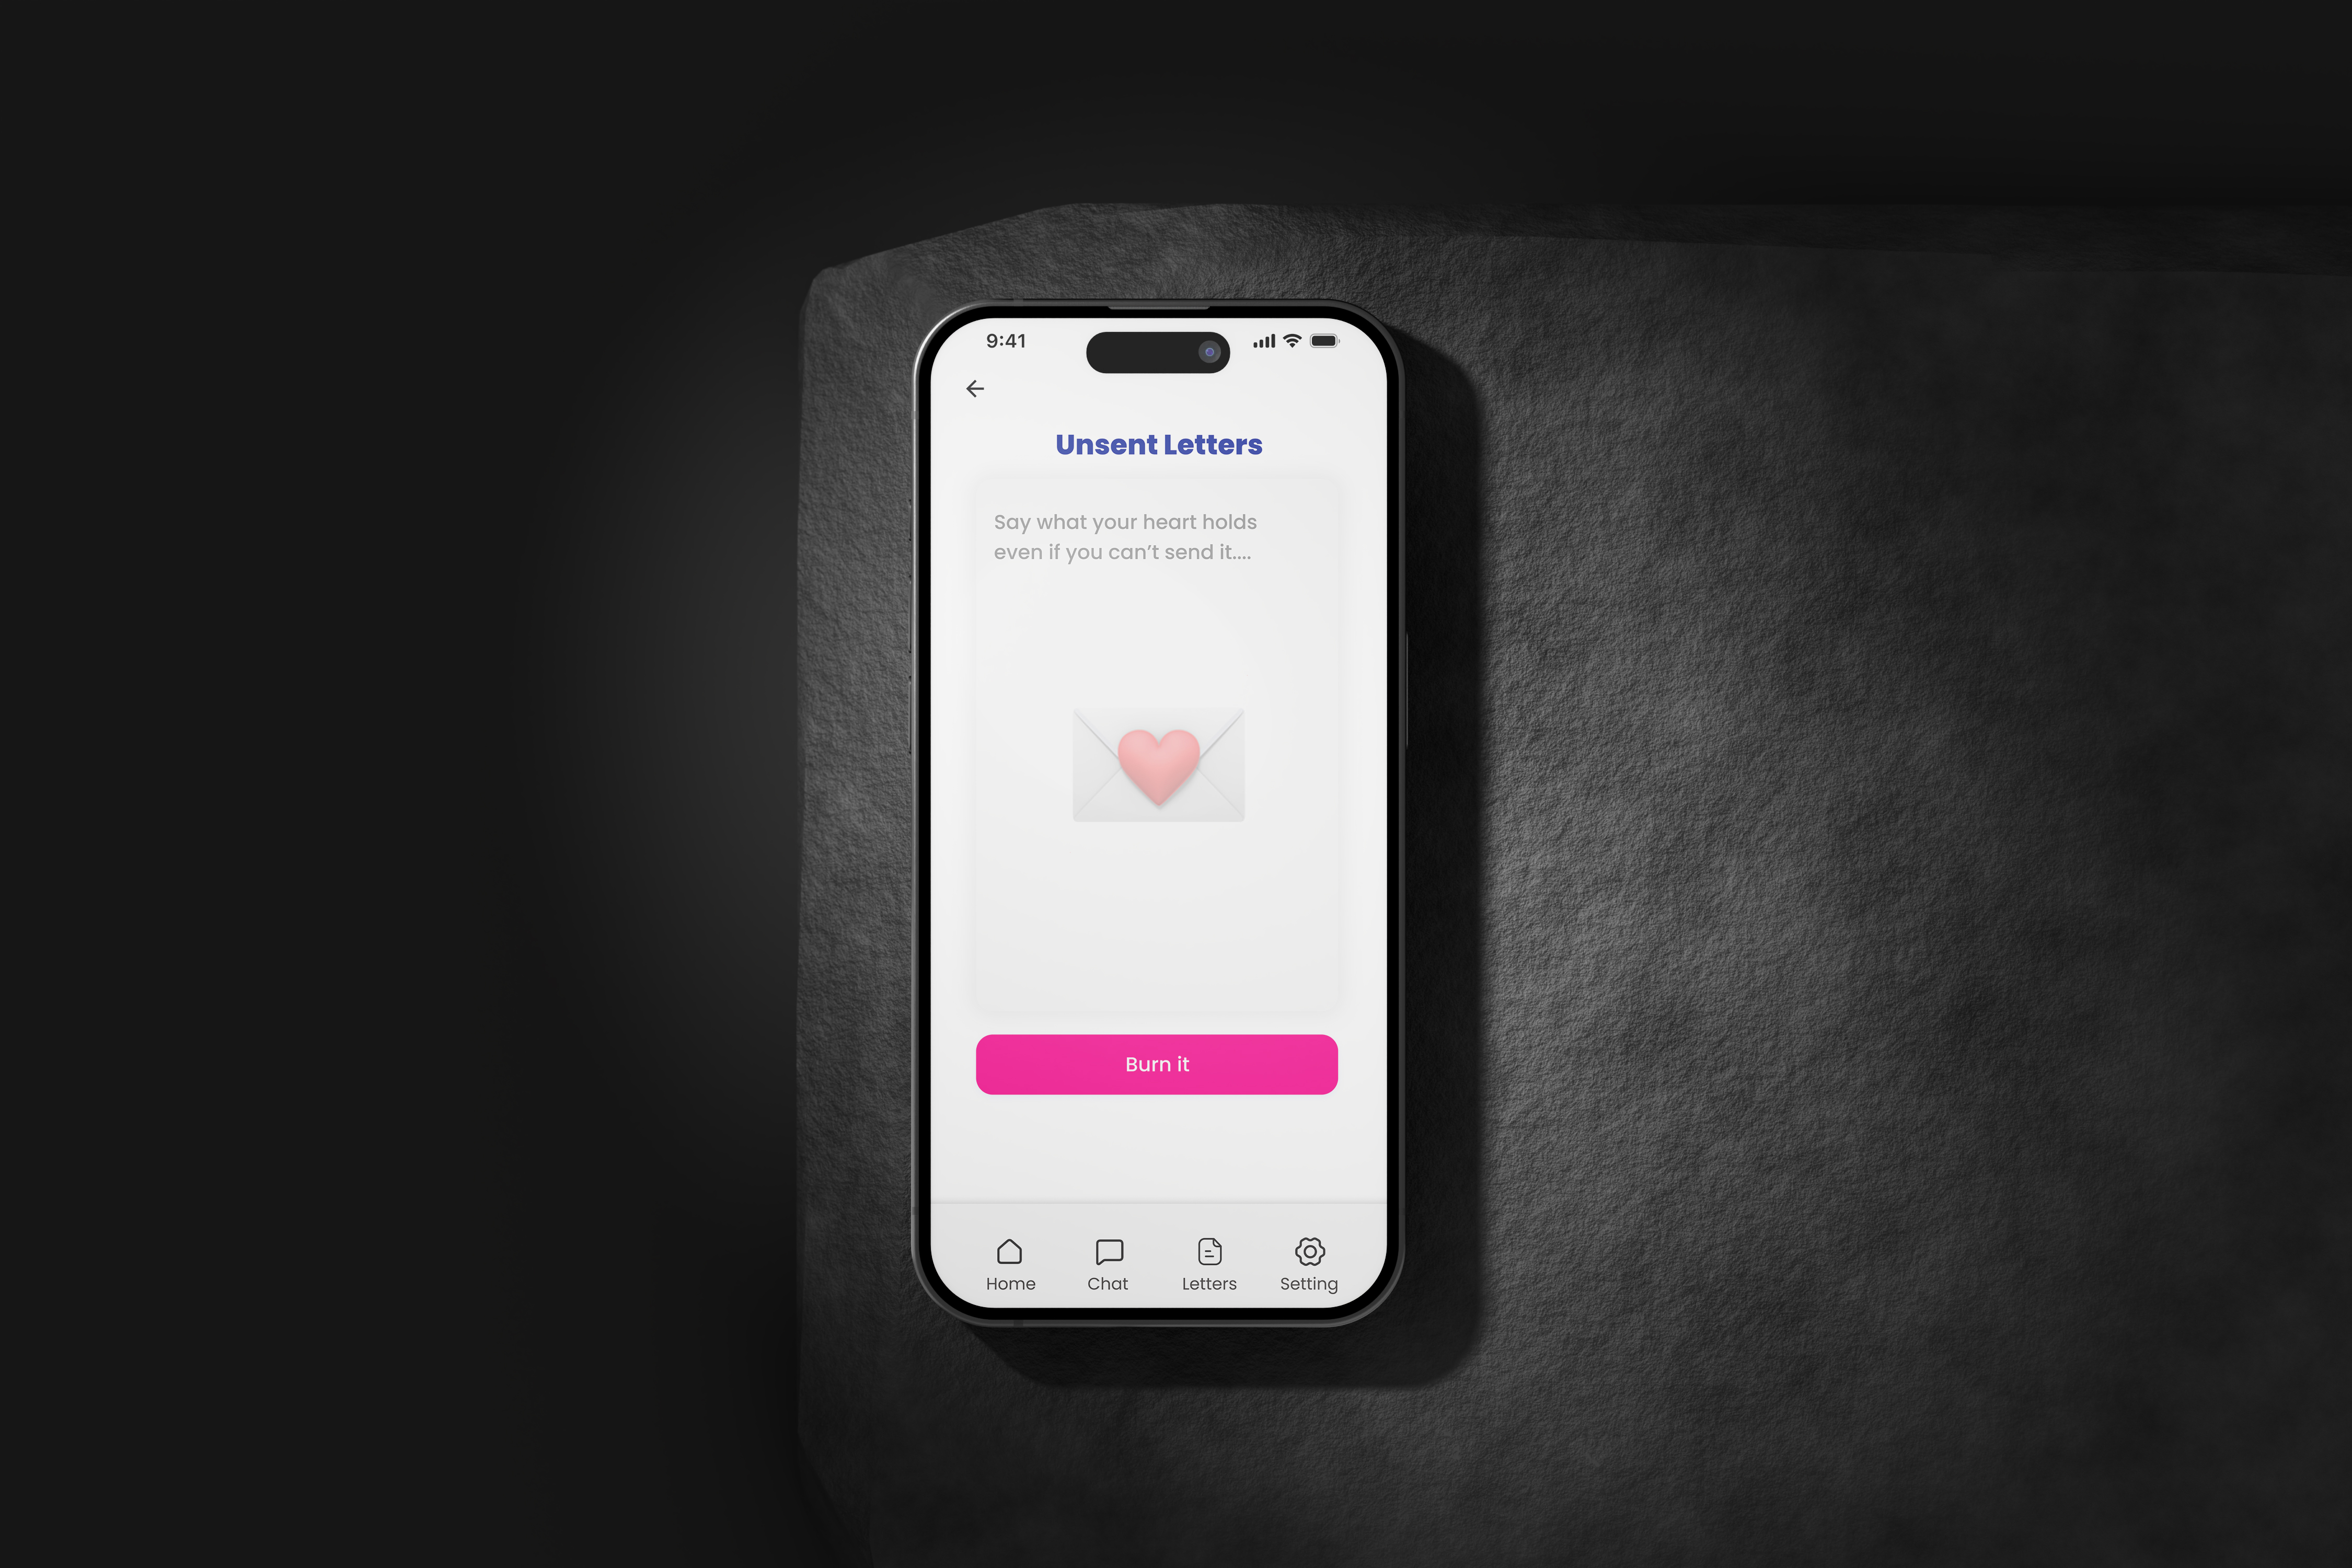 9:41
Unsent Letters
Say what your heart holds
even if you can’t send it....
Burn it
Home Chat Letters Setting